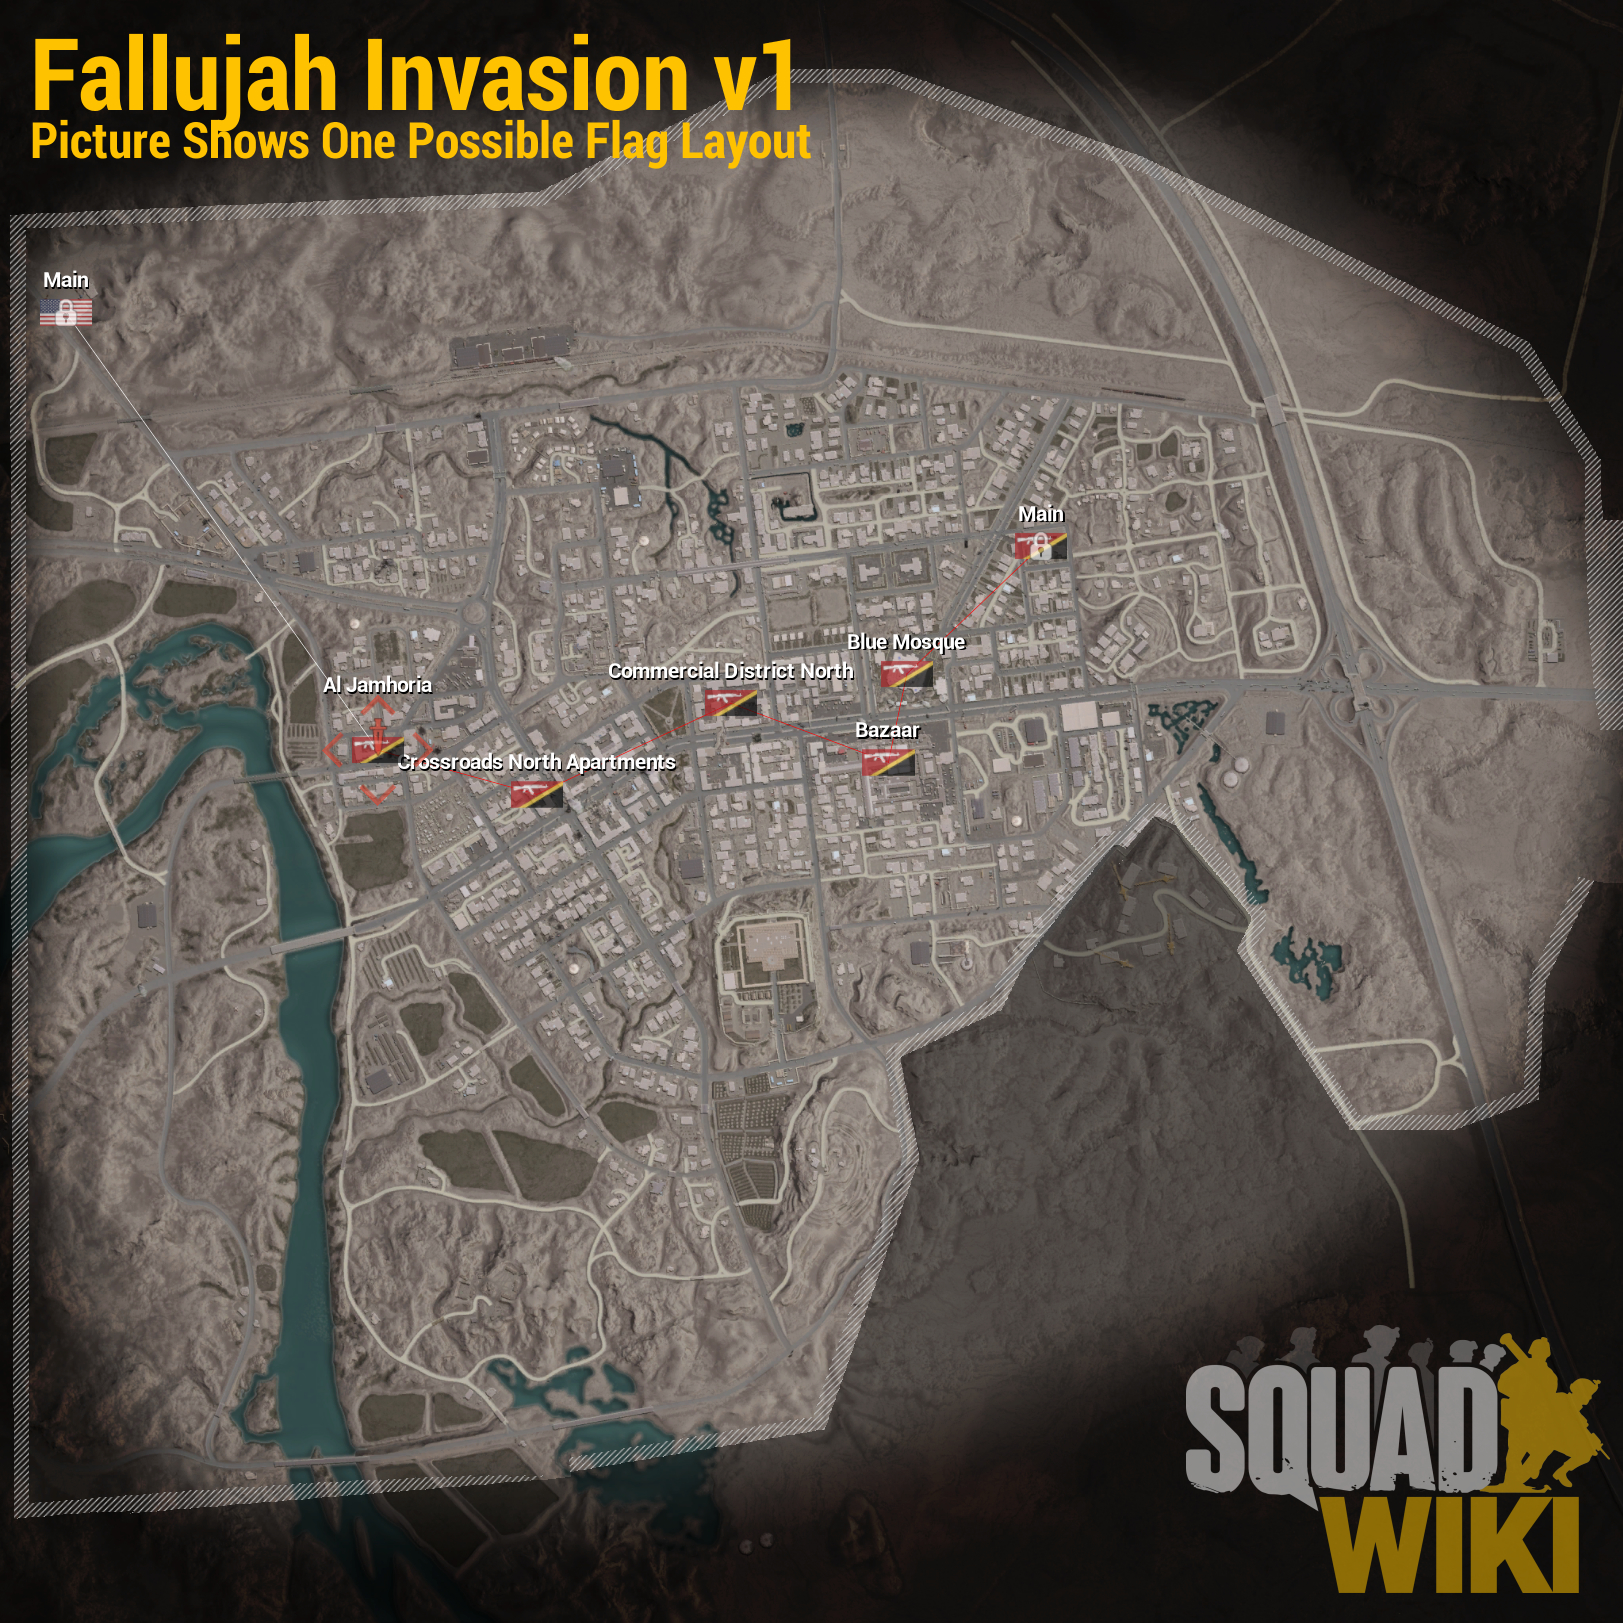 Fallujah Invasion v1
Picture Shows One Possible Flag Layout
Main
Main
Blue Mosque
Commercial District North
Al Jamhoria
Bazaar
Crossroads North Apartments
SQUAD
WIKI